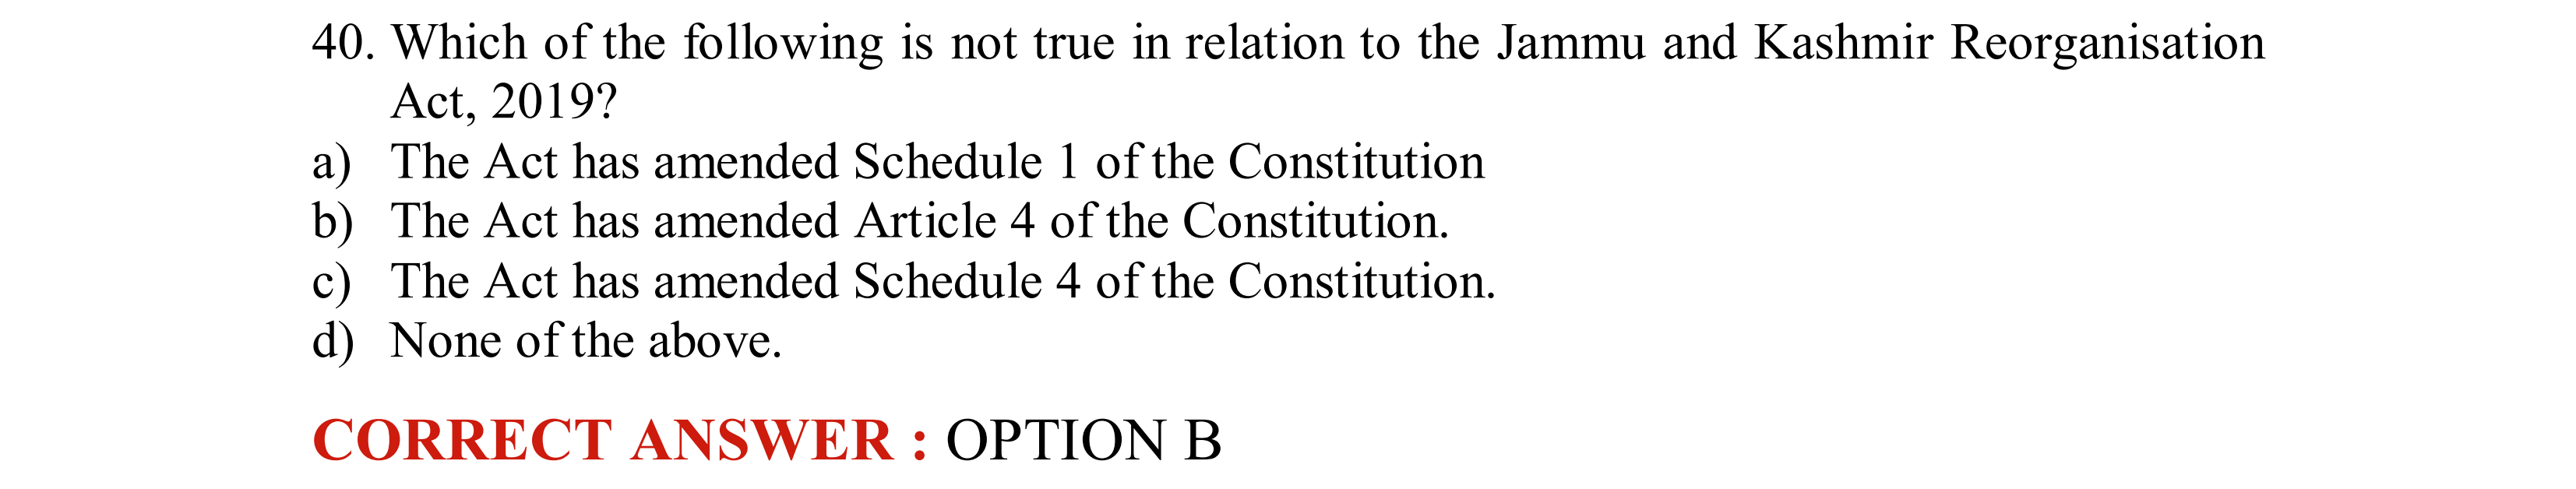 40. Which of the following is not true in relation to the Jammu and Kashmir Reorganisation
Act, 2019?
a) The Act has amended Schedule 1 of the Constitution
b) The Act has amended Article 4 of the Constitution.
c) The Act has amended Schedule 4 of the Constitution.
d) None of the above.
CORRECT ANSWER : OPTION B